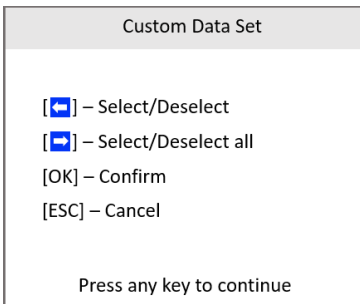 Custom Data Set
[⬅] – Select/Deselect
[➡] – Select/Deselect all
[OK] – Confirm
[ESC] – Cancel
Press any key to continue